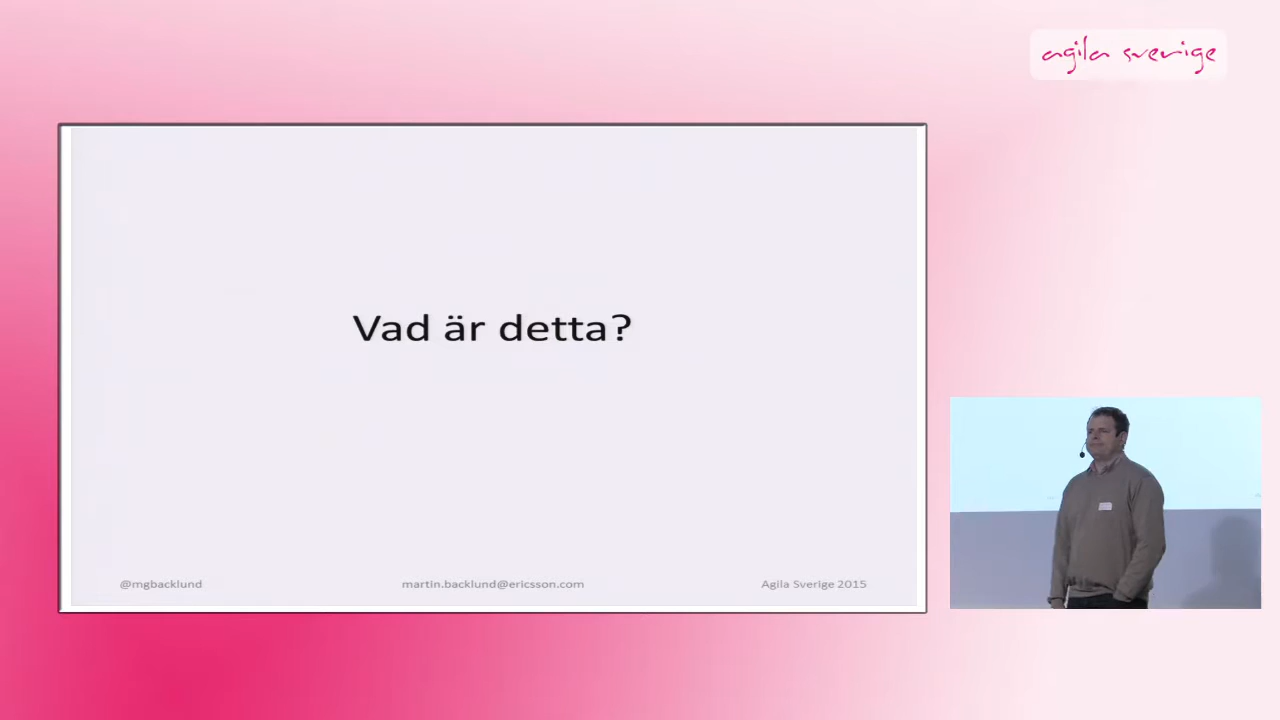 agila sverige
Vad är detta?
@mgbacklund
martin.backlund@ericsson.com
Agila Sverige 2015